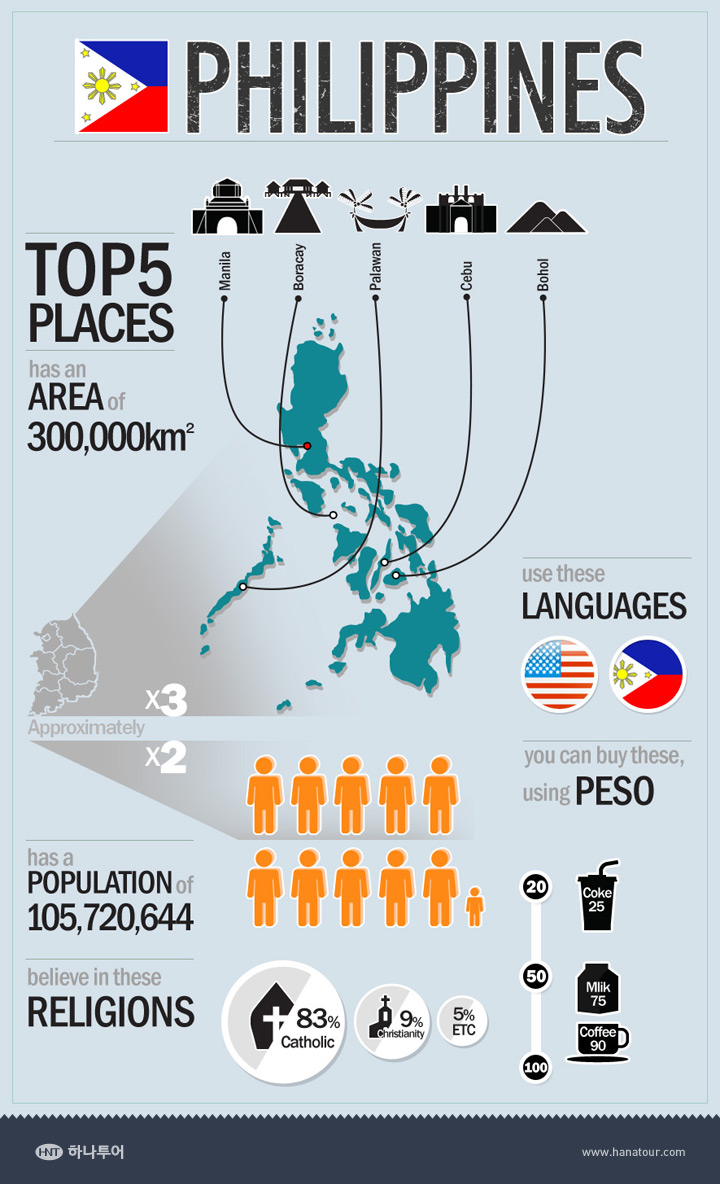 PHILIPPINES
Manila
Boracay
Palawan
Cebu
Bohol
TOP5
PLACES
has an
AREA of
300,000km²
x3
Approximately
x2
use these
LANGUAGES
you can buy these,
using PESO
has a
POPULATION of
105,720,644
20
Coke
25
50
Mlik
75
Coffee
90
100
believe in these
RELIGIONS
83%
Catholic
9%
Christianity
5%
ETC
HNT 하나투어
www.hanatour.com